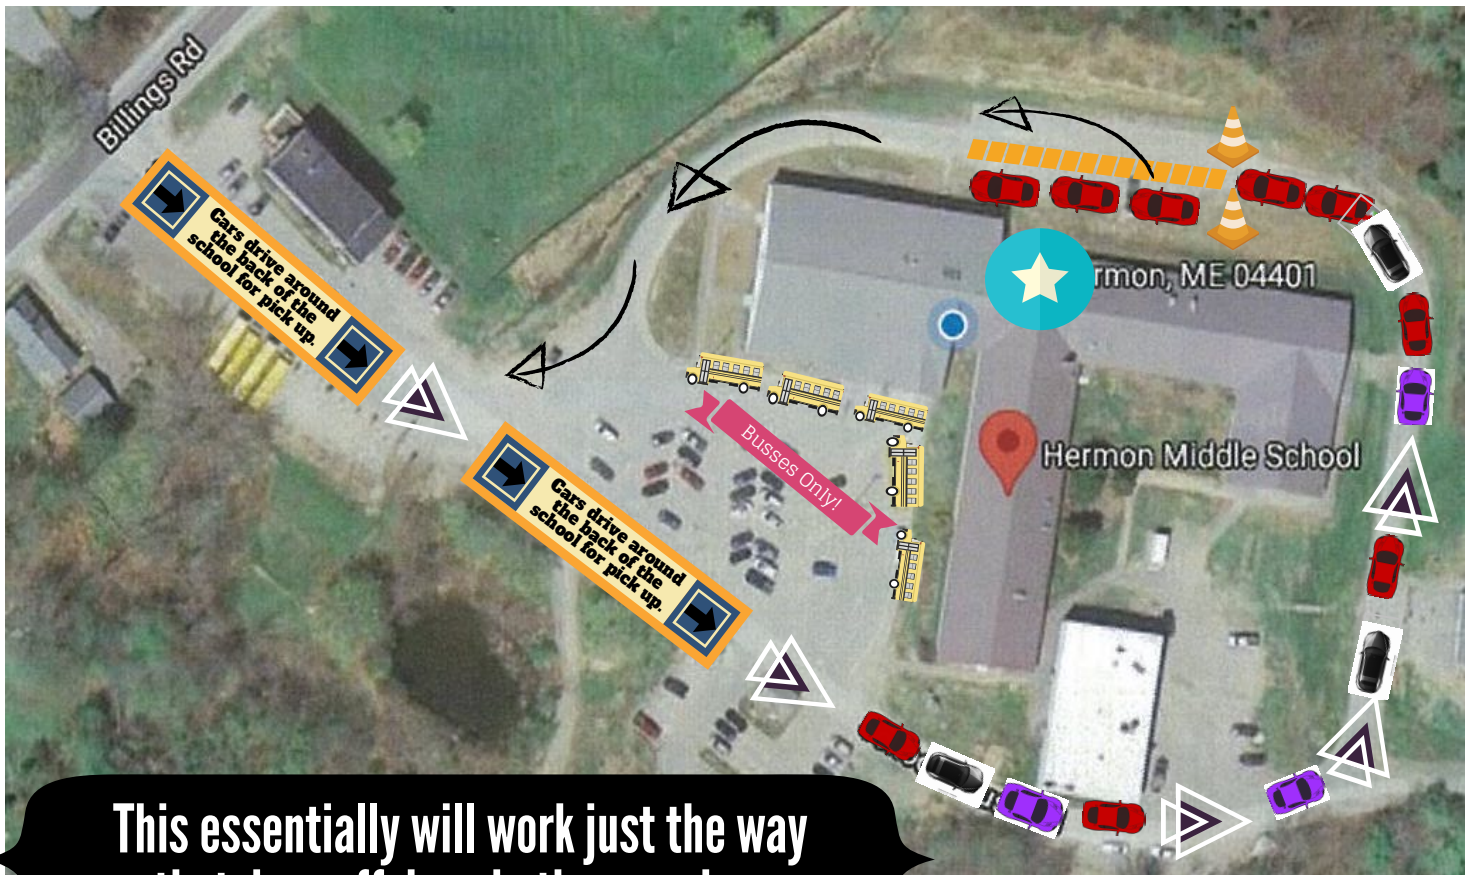 Billings Rd
Cars drive around
the back of the
school for pick up.
rmon, ME 04401
Busses Only!
Hermon Middle School
Cars drive around
the back of the
school for pick up.
This essentially will work just the way